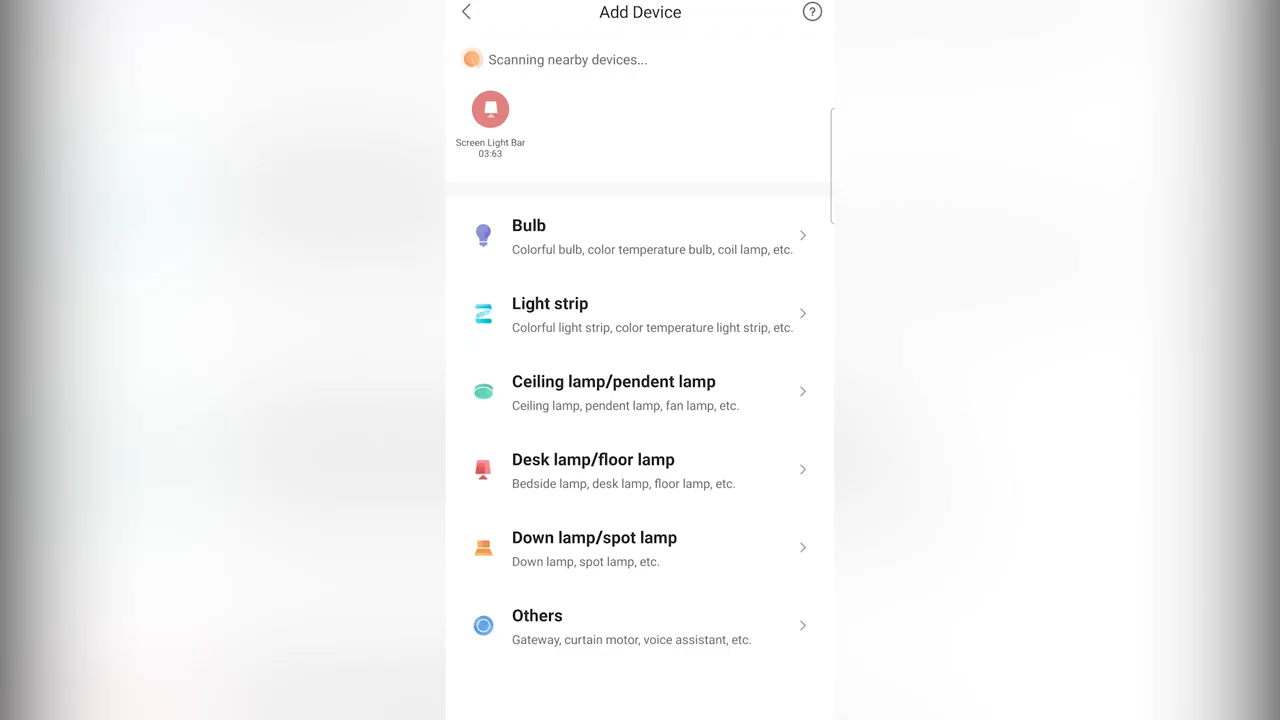 Add Device
?
Scanning nearby devices...
Screen Light Bar
03:63
Bulb
Colorful bulb, color temperature bulb, coil lamp, etc.
Light strip
Colorful light strip, color temperature light strip, etc.
Ceiling lamp/pendent lamp
Ceiling lamp, pendent lamp, fan lamp, etc.
Desk lamp/floor lamp
Bedside lamp, desk lamp, floor lamp, etc.
Down lamp/spot lamp
Down lamp, spot lamp, etc.
Others
Gateway, curtain motor, voice assistant, etc.